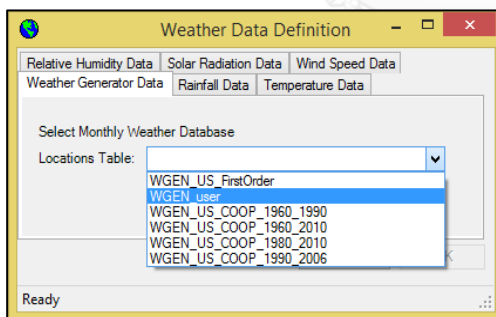 Weather Data Definition
Relative Humidity Data Solar Radiation Data Wind Speed Data
Weather Generator Data Rainfall Data Temperature Data
Select Monthly Weather Database
Locations Table:
WGEN_US_FirstOrder
WGEN_user
WGEN_US_COOP_1960_1990
WGEN_US_COOP_1960_2010
WGEN_US_COOP_1980_2010
WGEN_US_COOP_1990_2006
Ready